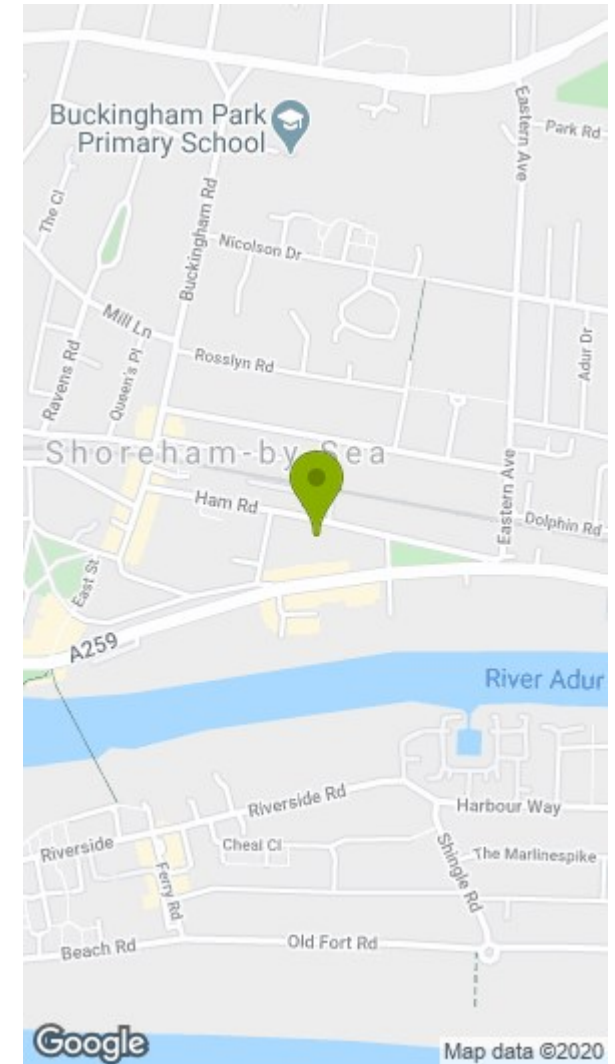 Buckingham Park
Primary School
Eastern Ave
Park Rd
The Cl
Buckingham Rd
Nicolson Dr
Mill Ln
Adur Dr
Ravens Rd
Queen's Pl
Rosslyn Rd
Shoreham-by-Sea
Ham Rd
Eastern Ave
Dolphin Rd
East St
A259
River Adur
Riverside Rd
Harbour Way
Riverside
Cheal Cl
Shingle Rd
The Marlinespike
Ferry Rd
Beach Rd
Old Fort Rd
Google
Map data ©2020